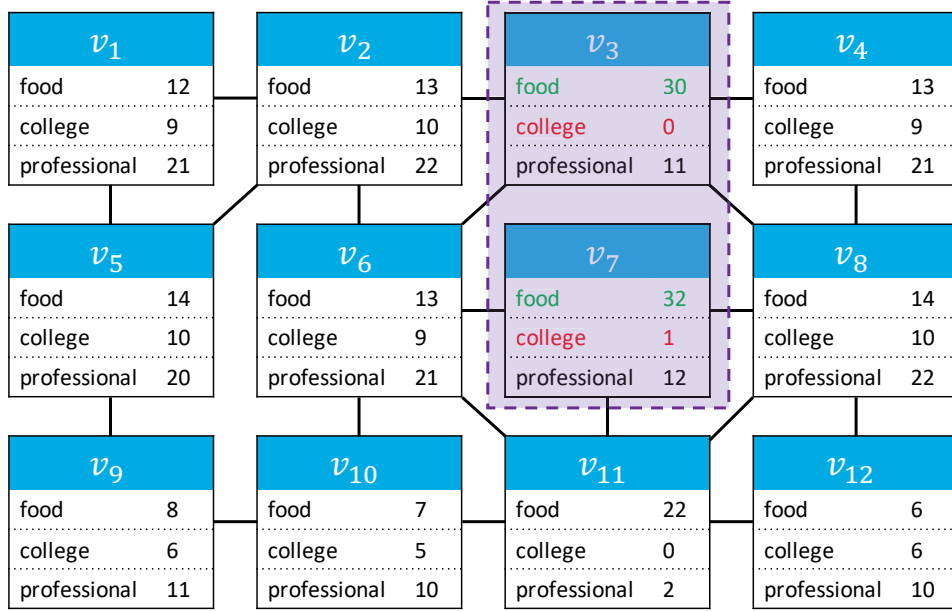 v₁ v₂ v₃ v₄
food 12 food 13 food 30 food 13
college 9 college 10 college 0 college 9
professional 21 professional 22 professional 11 professional 21
v₅ v₆ v₇ v₈
food 14 food 13 food 32 food 14
college 10 college 9 college 1 college 10
professional 20 professional 21 professional 12 professional 22
v₉ v₁₀ v₁₁ v₁₂
food 8 food 7 food 22 food 6
college 6 college 5 college 0 college 6
professional 11 professional 10 professional 2 professional 10